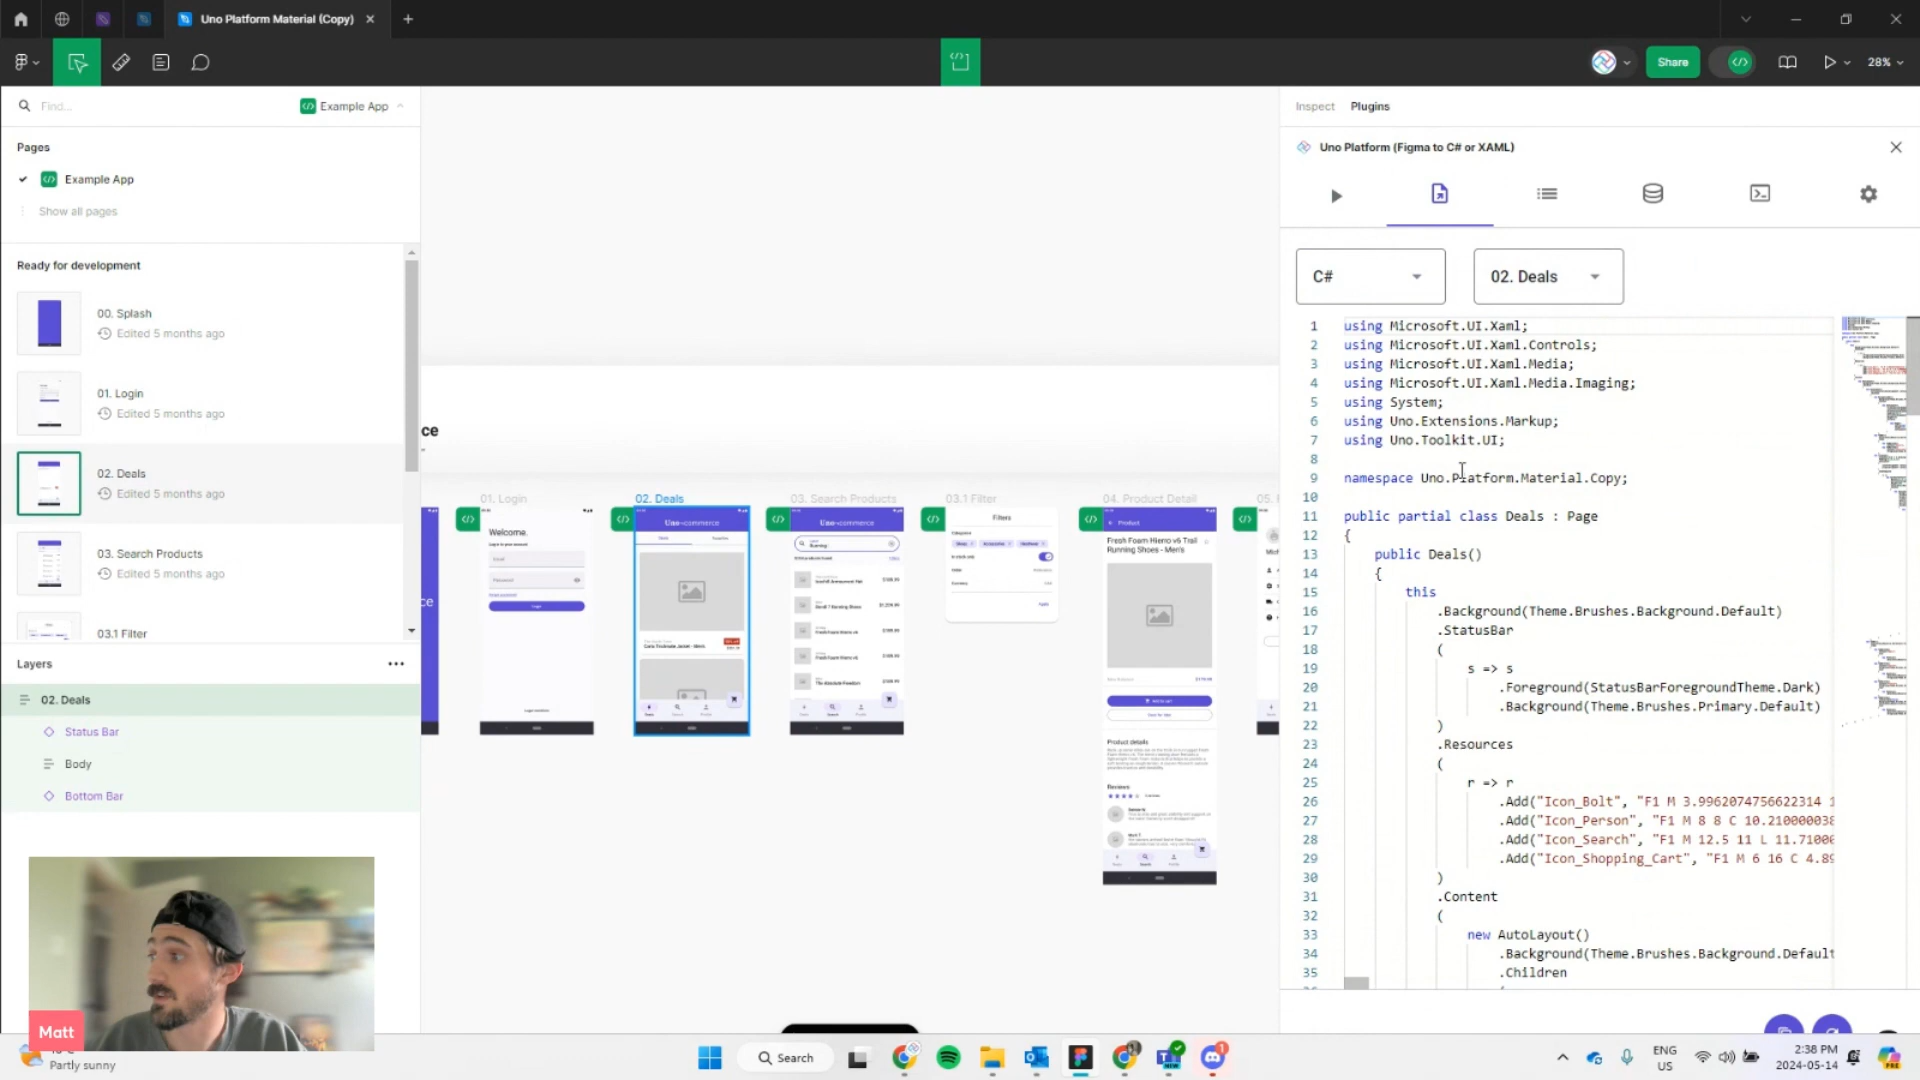 Uno Platform Material (Copy)
Share
28%
Find...
Example App
Inspect
Plugins
Pages
Uno Platform (Figma to C# or XAML)
Example App
Show all pages
Ready for development
C#
02. Deals
00. Splash
Edited 5 months ago
01. Login
Edited 5 months ago
02. Deals
Edited 5 months ago
03. Search Products
Edited 5 months ago
03.1 Filter
Layers
02. Deals
Status Bar
Body
Bottom Bar
Matt
ce
01. Login
02. Deals
03. Search Products
03.1 Filter
04. Product Detail
05. P
Welcome.
Login
Uno-commerce
Uno-commerce
Filters
Product
Fresh Foam Hierro v6 Trail
Running Shoes - Men's
Product details
Reviews
ce
1 using Microsoft.UI.Xaml;
2 using Microsoft.UI.Xaml.Controls;
3 using Microsoft.UI.Xaml.Media;
4 using Microsoft.UI.Xaml.Media.Imaging;
5 using System;
6 using Uno.Extensions.Markup;
7 using Uno.Toolkit.UI;
8
9 namespace Uno.Platform.Material.Copy;
10
11 public partial class Deals : Page
12 {
13 public Deals()
14 {
15 this
16 .Background(Theme.Brushes.Background.Default)
17 .StatusBar
18 (
19 s => s
20 .Foreground(StatusBarForegroundTheme.Dark)
21 .Background(Theme.Brushes.Primary.Default)
22 )
23 .Resources
24 (
25 r => r
26 .Add("Icon_Bolt", "F1 M 3.9962074756622314 1
27 .Add("Icon_Person", "F1 M 8 8 C 10.210000038
28 .Add("Icon_Search", "F1 M 12.5 11 L 11.71000
29 .Add("Icon_Shopping_Cart", "F1 M 6 16 C 4.89
30 )
31 .Content
32 (
33 new AutoLayout()
34 .Background(Theme.Brushes.Background.Default
35 .Children
Partly sunny
Search
ENG
US
2:38 PM
2024-05-14